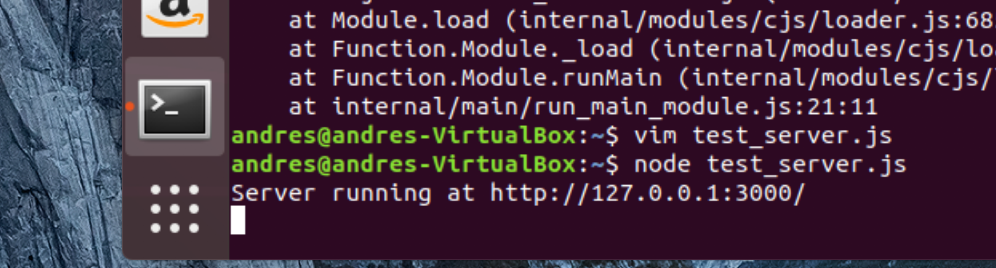 at Module.load (internal/modules/cjs/loader.js:68
at Function.Module._load (internal/modules/cjs/lo
at Function.Module.runMain (internal/modules/cjs/
at internal/main/run_main_module.js:21:11
andres@andres-VirtualBox:~$ vim test_server.js
andres@andres-VirtualBox:~$ node test_server.js
Server running at http://127.0.0.1:3000/